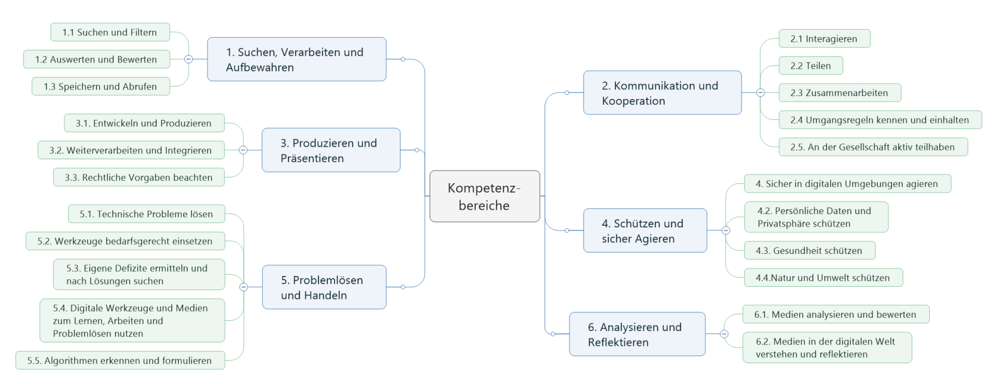 Kompetenz-
bereiche
1. Suchen, Verarbeiten und
Aufbewahren
1.1 Suchen und Filtern
1.2 Auswerten und Bewerten
1.3 Speichern und Abrufen
2. Kommunikation und
Kooperation
2.1 Interagieren
2.2 Teilen
2.3 Zusammenarbeiten
2.4 Umgangsregeln kennen und einhalten
2.5. An der Gesellschaft aktiv teilhaben
3. Produzieren und
Präsentieren
3.1. Entwickeln und Produzieren
3.2. Weiterverarbeiten und Integrieren
3.3. Rechtliche Vorgaben beachten
4. Schützen und
sicher Agieren
4. Sicher in digitalen Umgebungen agieren
4.2. Persönliche Daten und
Privatsphäre schützen
4.3. Gesundheit schützen
4.4.Natur und Umwelt schützen
5. Problemlösen
und Handeln
5.1. Technische Probleme lösen
5.2. Werkzeuge bedarfsgerecht einsetzen
5.3. Eigene Defizite ermitteln und
nach Lösungen suchen
5.4. Digitale Werkzeuge und Medien
zum Lernen, Arbeiten und
Problemlösen nutzen
5.5. Algorithmen erkennen und formulieren
6. Analysieren und
Reflektieren
6.1. Medien analysieren und bewerten
6.2. Medien in der digitalen Welt
verstehen und reflektieren